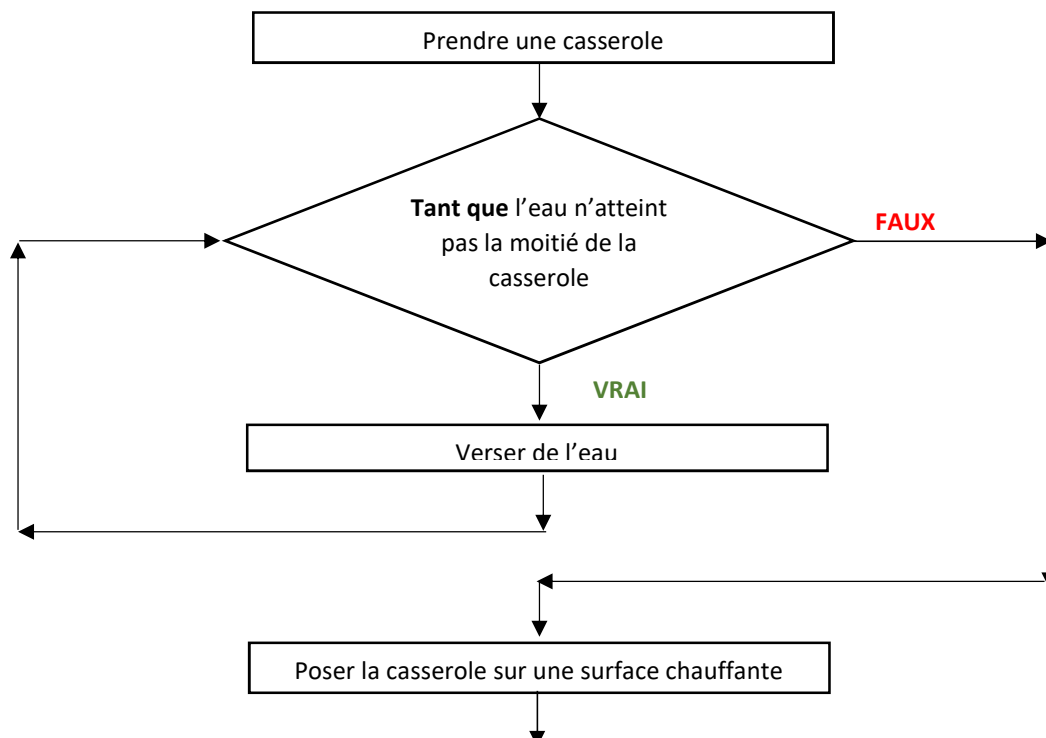 Prendre une casserole
Tant que l’eau n’atteint
pas la moitié de la
casserole
FAUX
VRAI
Verser de l’eau
Poser la casserole sur une surface chauffante